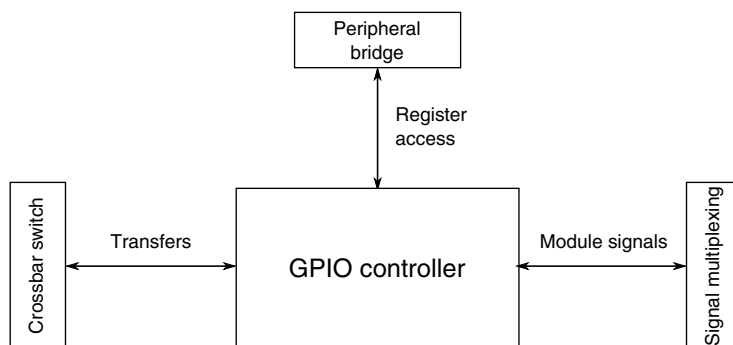 Peripheral
bridge
Register
access
Crossbar switch
Transfers
GPIO controller
Module signals
Signal multiplexing